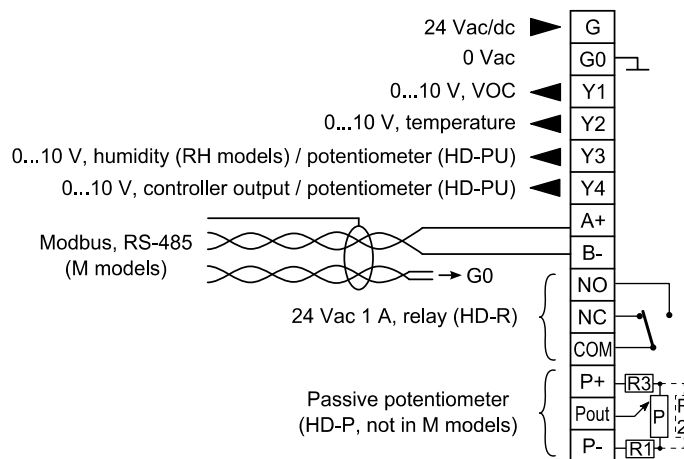 24 Vac/dc G
0 Vac G0
0...10 V, VOC Y1
0...10 V, temperature Y2
0...10 V, humidity (RH models) / potentiometer (HD-PU) Y3
0...10 V, controller output / potentiometer (HD-PU) Y4
A+
Modbus, RS-485
(M models)
B-
G0
NO
24 Vac 1 A, relay (HD-R) NC
COM
P+ R3
Passive potentiometer
(HD-P, not in M models)
Pout P
P- R1